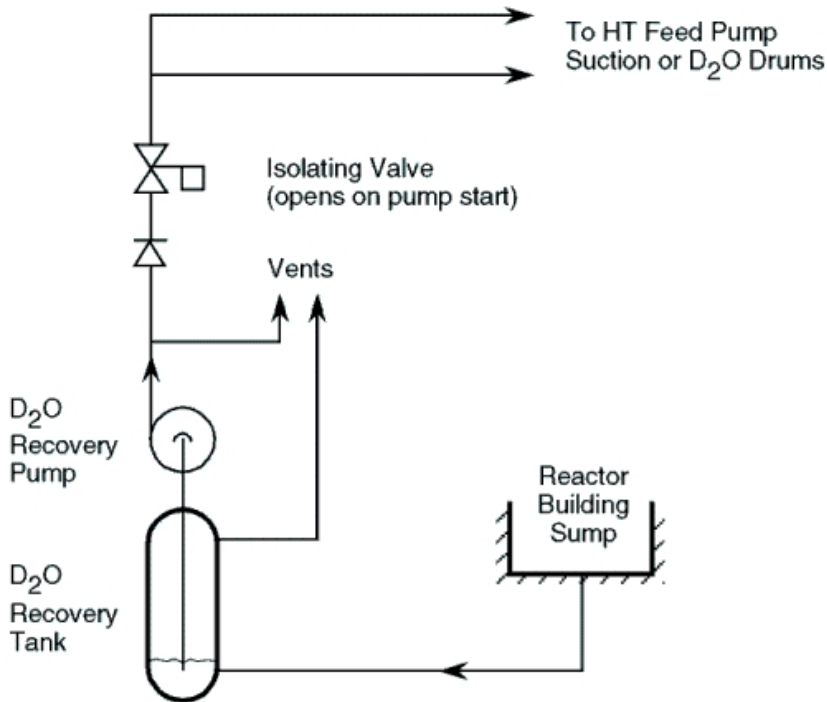 To HT Feed Pump
Suction or D₂O Drums
Isolating Valve
(opens on pump start)
Vents
D₂O
Recovery
Pump
Reactor
Building
Sump
D₂O
Recovery
Tank